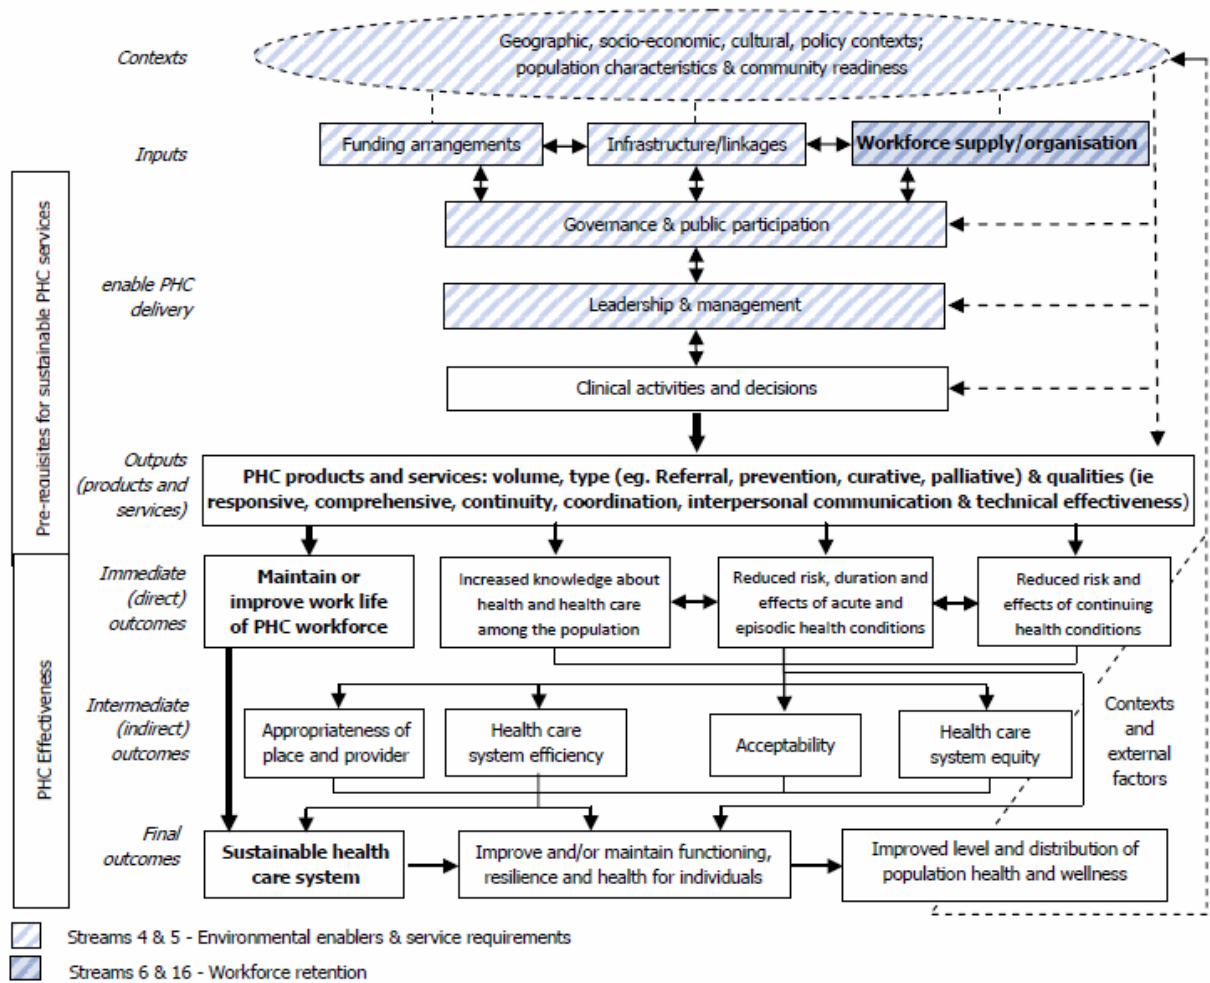 Contexts
Geographic, socio-economic, cultural, policy contexts;
population characteristics & community readiness
Inputs
Funding arrangements
Infrastructure/linkages
Workforce supply/organisation
Pre-requisites for sustainable PHC services
Governance & public participation
enable PHC
delivery
Leadership & management
Clinical activities and decisions
Outputs
(products and
services)
PHC products and services: volume, type (eg. Referral, prevention, curative, palliative) & qualities (ie
responsive, comprehensive, continuity, coordination, interpersonal communication & technical effectiveness)
PHC Effectiveness
Immediate
(direct)
outcomes
Maintain or
improve work life
of PHC workforce
Increased knowledge about
health and health care
among the population
Reduced risk, duration and
effects of acute and
episodic health conditions
Reduced risk and
effects of continuing
health conditions
Intermediate
(indirect)
outcomes
Appropriateness of
place and provider
Health care
system efficiency
Acceptability
Health care
system equity
Contexts
and
external
factors
Final
outcomes
Sustainable health
care system
Improve and/or maintain functioning,
resilience and health for individuals
Improved level and distribution of
population health and wellness
Streams 4 & 5 - Environmental enablers & service requirements
Streams 6 & 16 - Workforce retention